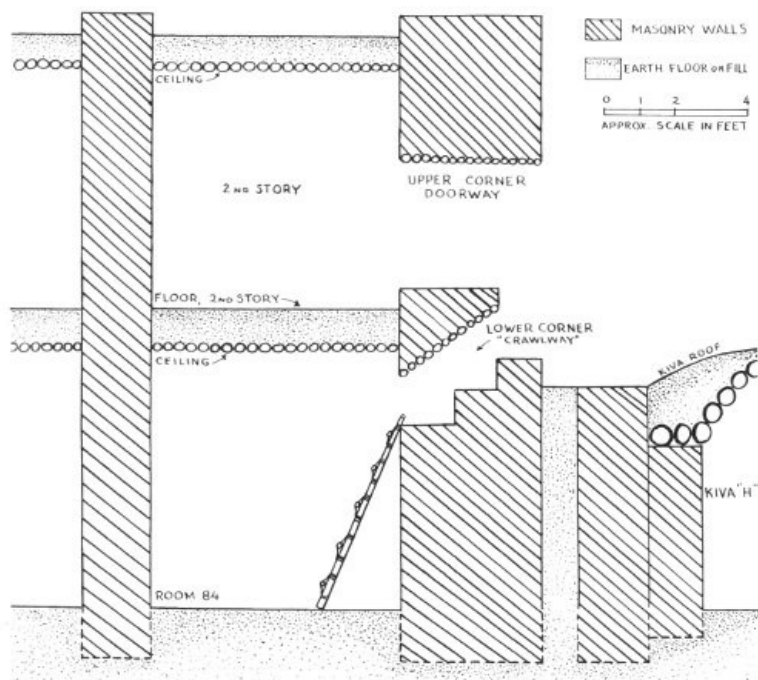 MASONRY WALLS
EARTH FLOOR OR FILL
0 1 2 4
APPROX. SCALE IN FEET
CEILING
UPPER CORNER
DOORWAY
2ND STORY
FLOOR, 2ND STORY
LOWER CORNER
"CRAWLWAY"
CEILING
KIVA ROOF
KIVA "H"
ROOM 84